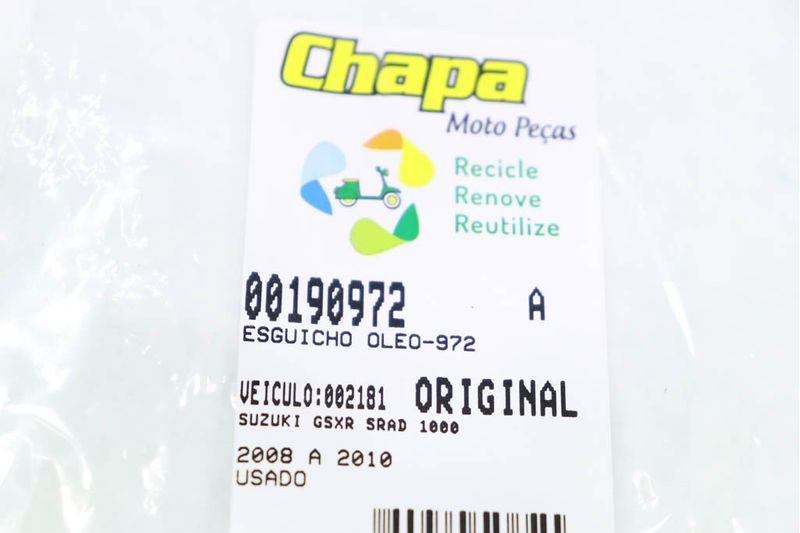 Chapa
Moto Peças
Recicle
Renove
Reutilize
00190972 A
ESGUICHO OLEO-972
VEICULO:002181 ORIGINAL
SUZUKI GSXR SRAD 1000
2008 A 2010
USADO